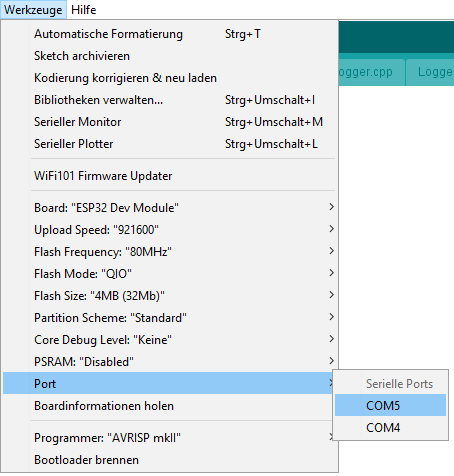 Werkzeuge Hilfe
Automatische Formatierung Strg+T
Sketch archivieren
Kodierung korrigieren & neu laden
Bibliotheken verwalten... Strg+Umschalt+I
Serieller Monitor Strg+Umschalt+M
Serieller Plotter Strg+Umschalt+L
WiFi101 Firmware Updater
Board: "ESP32 Dev Module"
Upload Speed: "921600"
Flash Frequency: "80MHz"
Flash Mode: "QIO"
Flash Size: "4MB (32Mb)"
Partition Scheme: "Standard"
Core Debug Level: "Keine"
PSRAM: "Disabled"
Port
Boardinformationen holen
Programmer: "AVRISP mkII"
Bootloader brennen
ogger.cpp
Logge
Serielle Ports
COM5
COM4